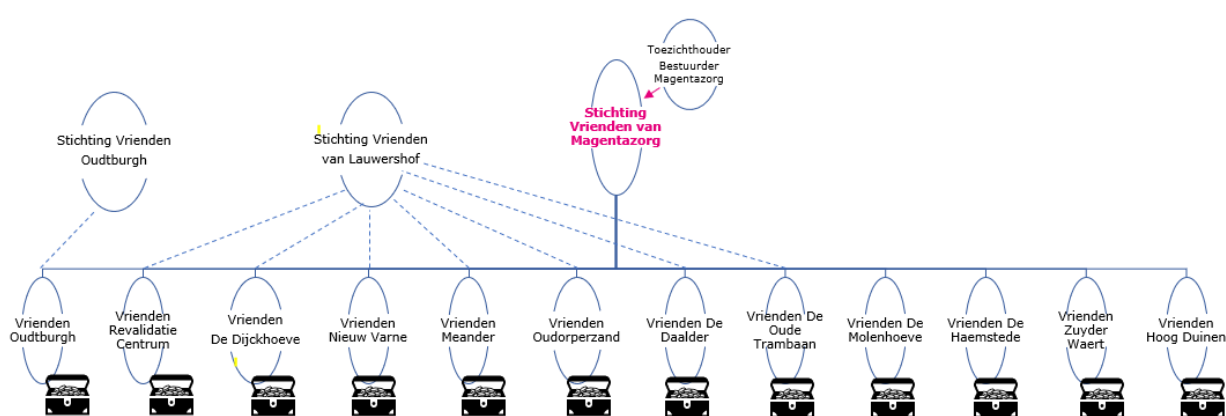 Toezichthouder
Bestuurder
Magentazorg
Stichting
Vrienden van
Magentazorg
Stichting Vrienden
Oudtburgh
Stichting Vrienden
van Lauwershof
Vrienden
Oudtburgh
Vrienden
Revalidatie
Centrum
Vrienden
De Dijckhoeve
Vrienden
Nieuw Varne
Vrienden
Meander
Vrienden
Oudorperzand
Vrienden De
Daalder
Vrienden De
Oude
Trambaan
Vrienden De
Molenhoeve
Vrienden De
Haemstede
Vrienden
Zuyder
Waert
Vrienden
Hoog Duinen